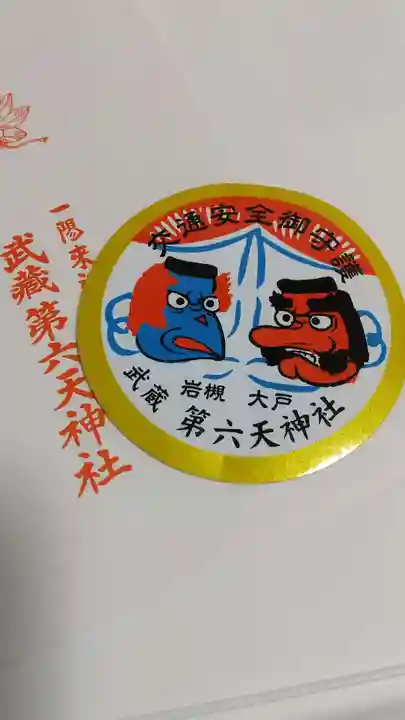 一陽来
武蔵第六天神社
交通安全御守護
岩槻 大戸
武蔵 第六天神社